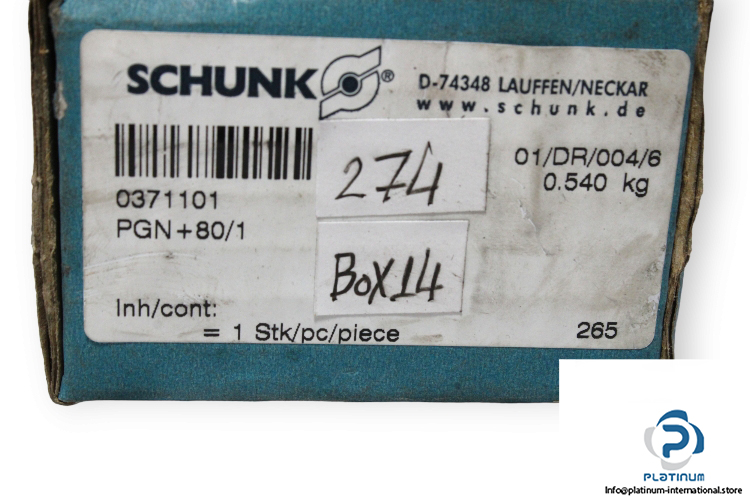 SCHUNK ®
D-74348 LAUFFEN/NECKAR
www.schunk.de
01/DR/004/6
0.540 kg
0371101
PGN+80/1
274
Box14
Inh/cont:
= 1 Stk/pc/piece
265
PLATINUM
Info@platinum-international.store